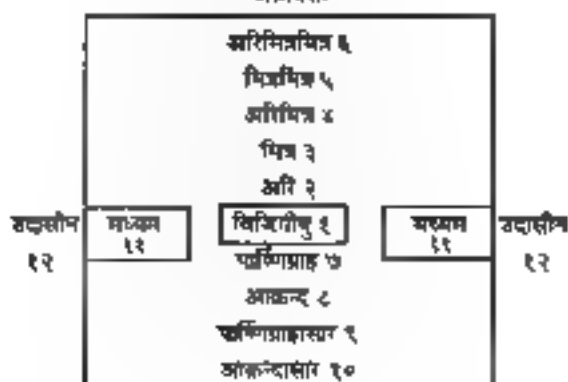 अरिमित्रमित्र ६
मित्रमित्र ५
अरिमित्र ४
मित्र ३
अरि २
उदासीन मध्यम विजिगीषु १ मध्यम उदासीन
१२ ११ ११ १२
पार्ष्णिग्राह ७
आक्रन्द ८
पार्ष्णिग्राहासार ९
आक्रन्दासार १०